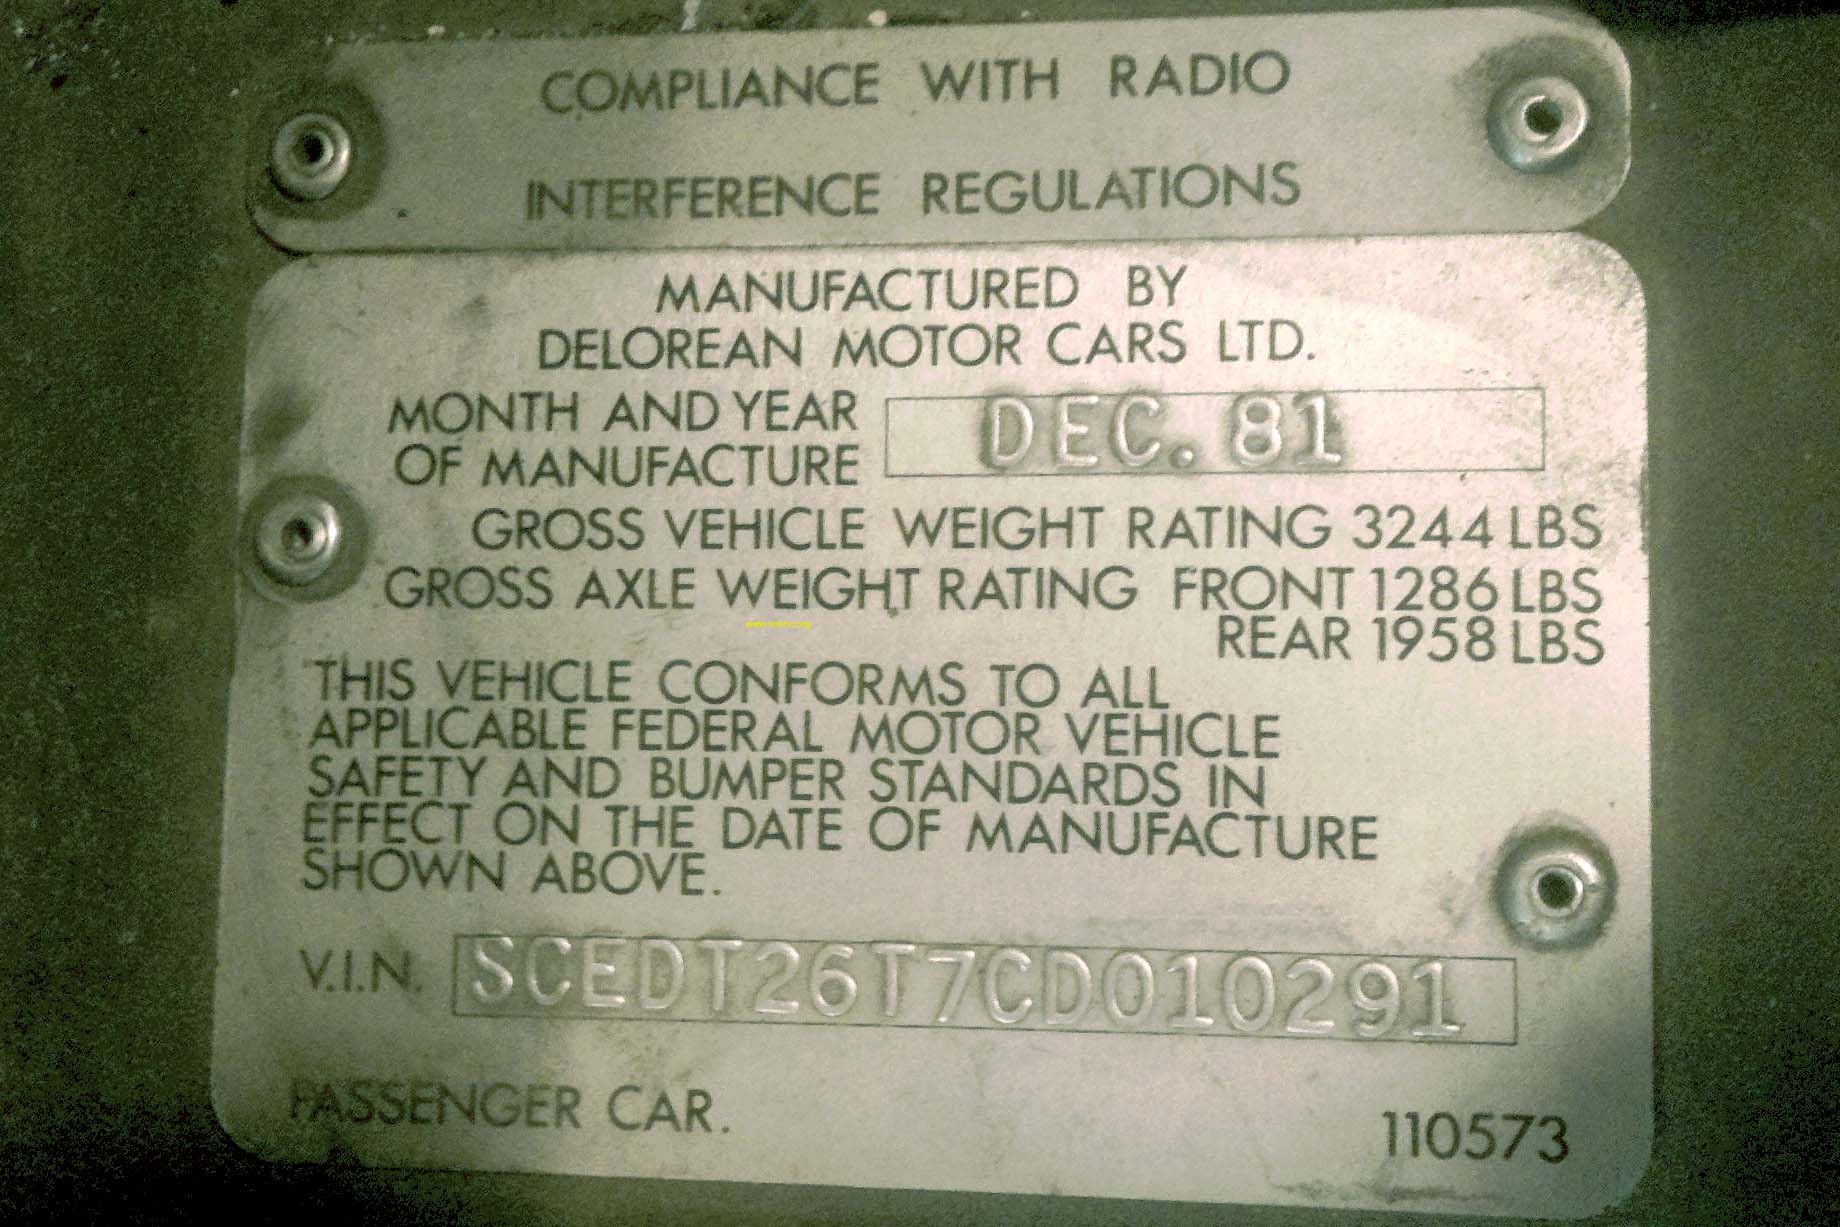 COMPLIANCE WITH RADIO
INTERFERENCE REGULATIONS
MANUFACTURED BY
DELOREAN MOTOR CARS LTD.
MONTH AND YEAR
OF MANUFACTURE DEC. 81
GROSS VEHICLE WEIGHT RATING 3244 LBS
GROSS AXLE WEIGHT RATING FRONT 1286 LBS
REAR 1958 LBS
THIS VEHICLE CONFORMS TO ALL
APPLICABLE FEDERAL MOTOR VEHICLE
SAFETY AND BUMPER STANDARDS IN
EFFECT ON THE DATE OF MANUFACTURE
SHOWN ABOVE.
V.I.N. SCEDT26T7CD010291
PASSENGER CAR.
110573